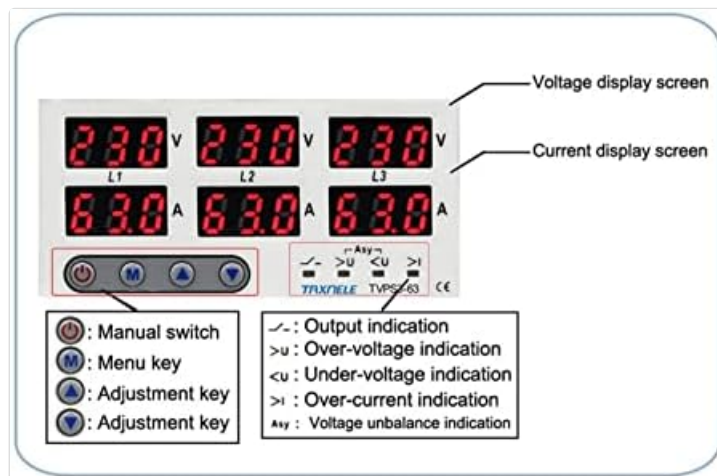 Voltage display screen
230 V 230 V 230 V
L1 L2 L3
Current display screen
63.0 A 63.0 A 63.0 A
Asy
>U <U >I
M
TAXNELE TVPS3-63 CE
: Manual switch
M : Menu key
: Adjustment key
: Adjustment key
: Output indication
>U : Over-voltage indication
<U : Under-voltage indication
>I : Over-current indication
Asy : Voltage unbalance indication